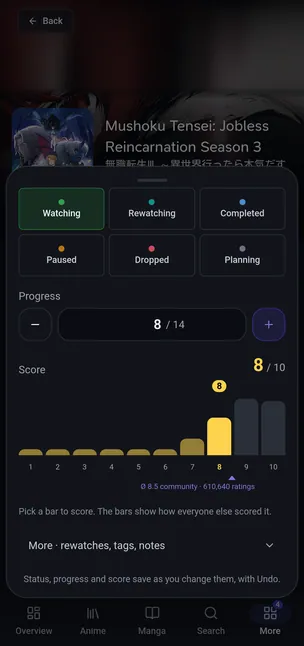 Back
Mushoku Tensei: Jobless
Reincarnation Season 3
無職転生Ⅲ ～異世界行ったら本気だす
Watching
Rewatching
Completed
Paused
Dropped
Planning
Progress
8 / 14
Score
8 / 10
8
1 2 3 4 5 6 7 8 9 10
Ø 8.5 community · 610,640 ratings
Pick a bar to score. The bars show how everyone else scored it.
More · rewatches, tags, notes
Status, progress and score save as you change them, with Undo.
4
Overview Anime Manga Search More